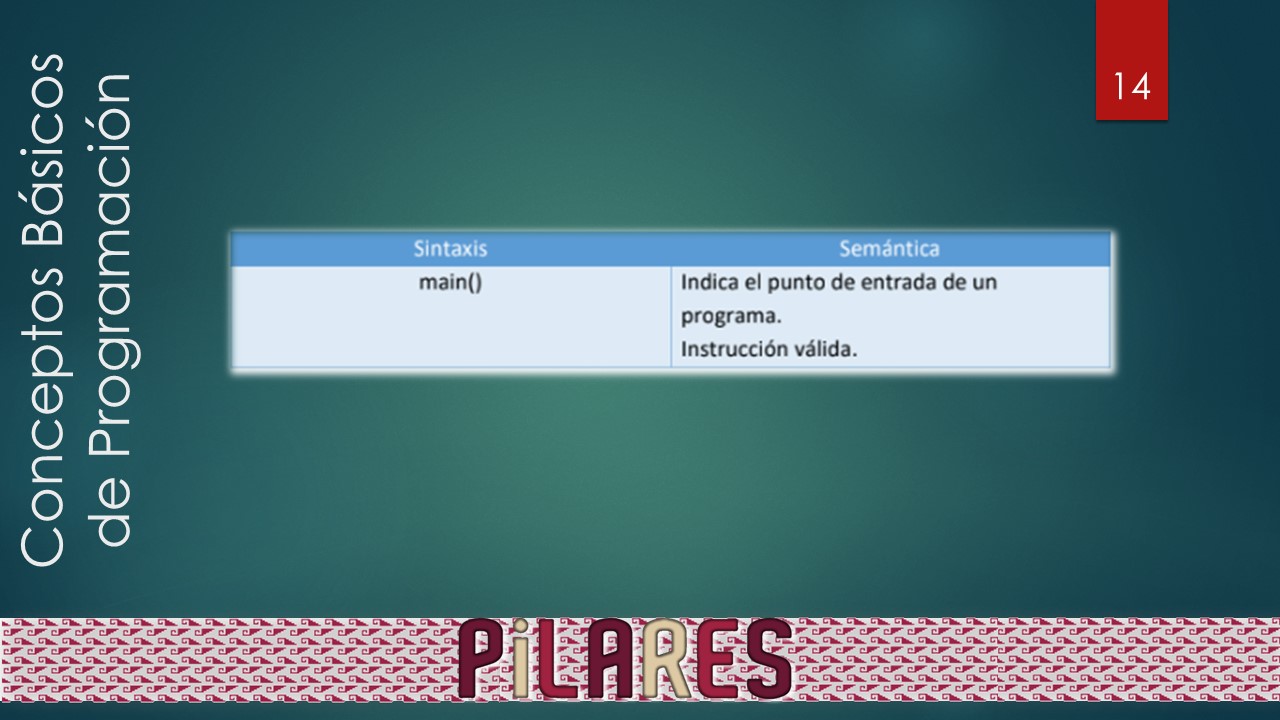 Conceptos Básicos
de Programación
14
Sintaxis
Semántica
main()
Indica el punto de entrada de un
programa.
Instrucción válida.
PiLARES